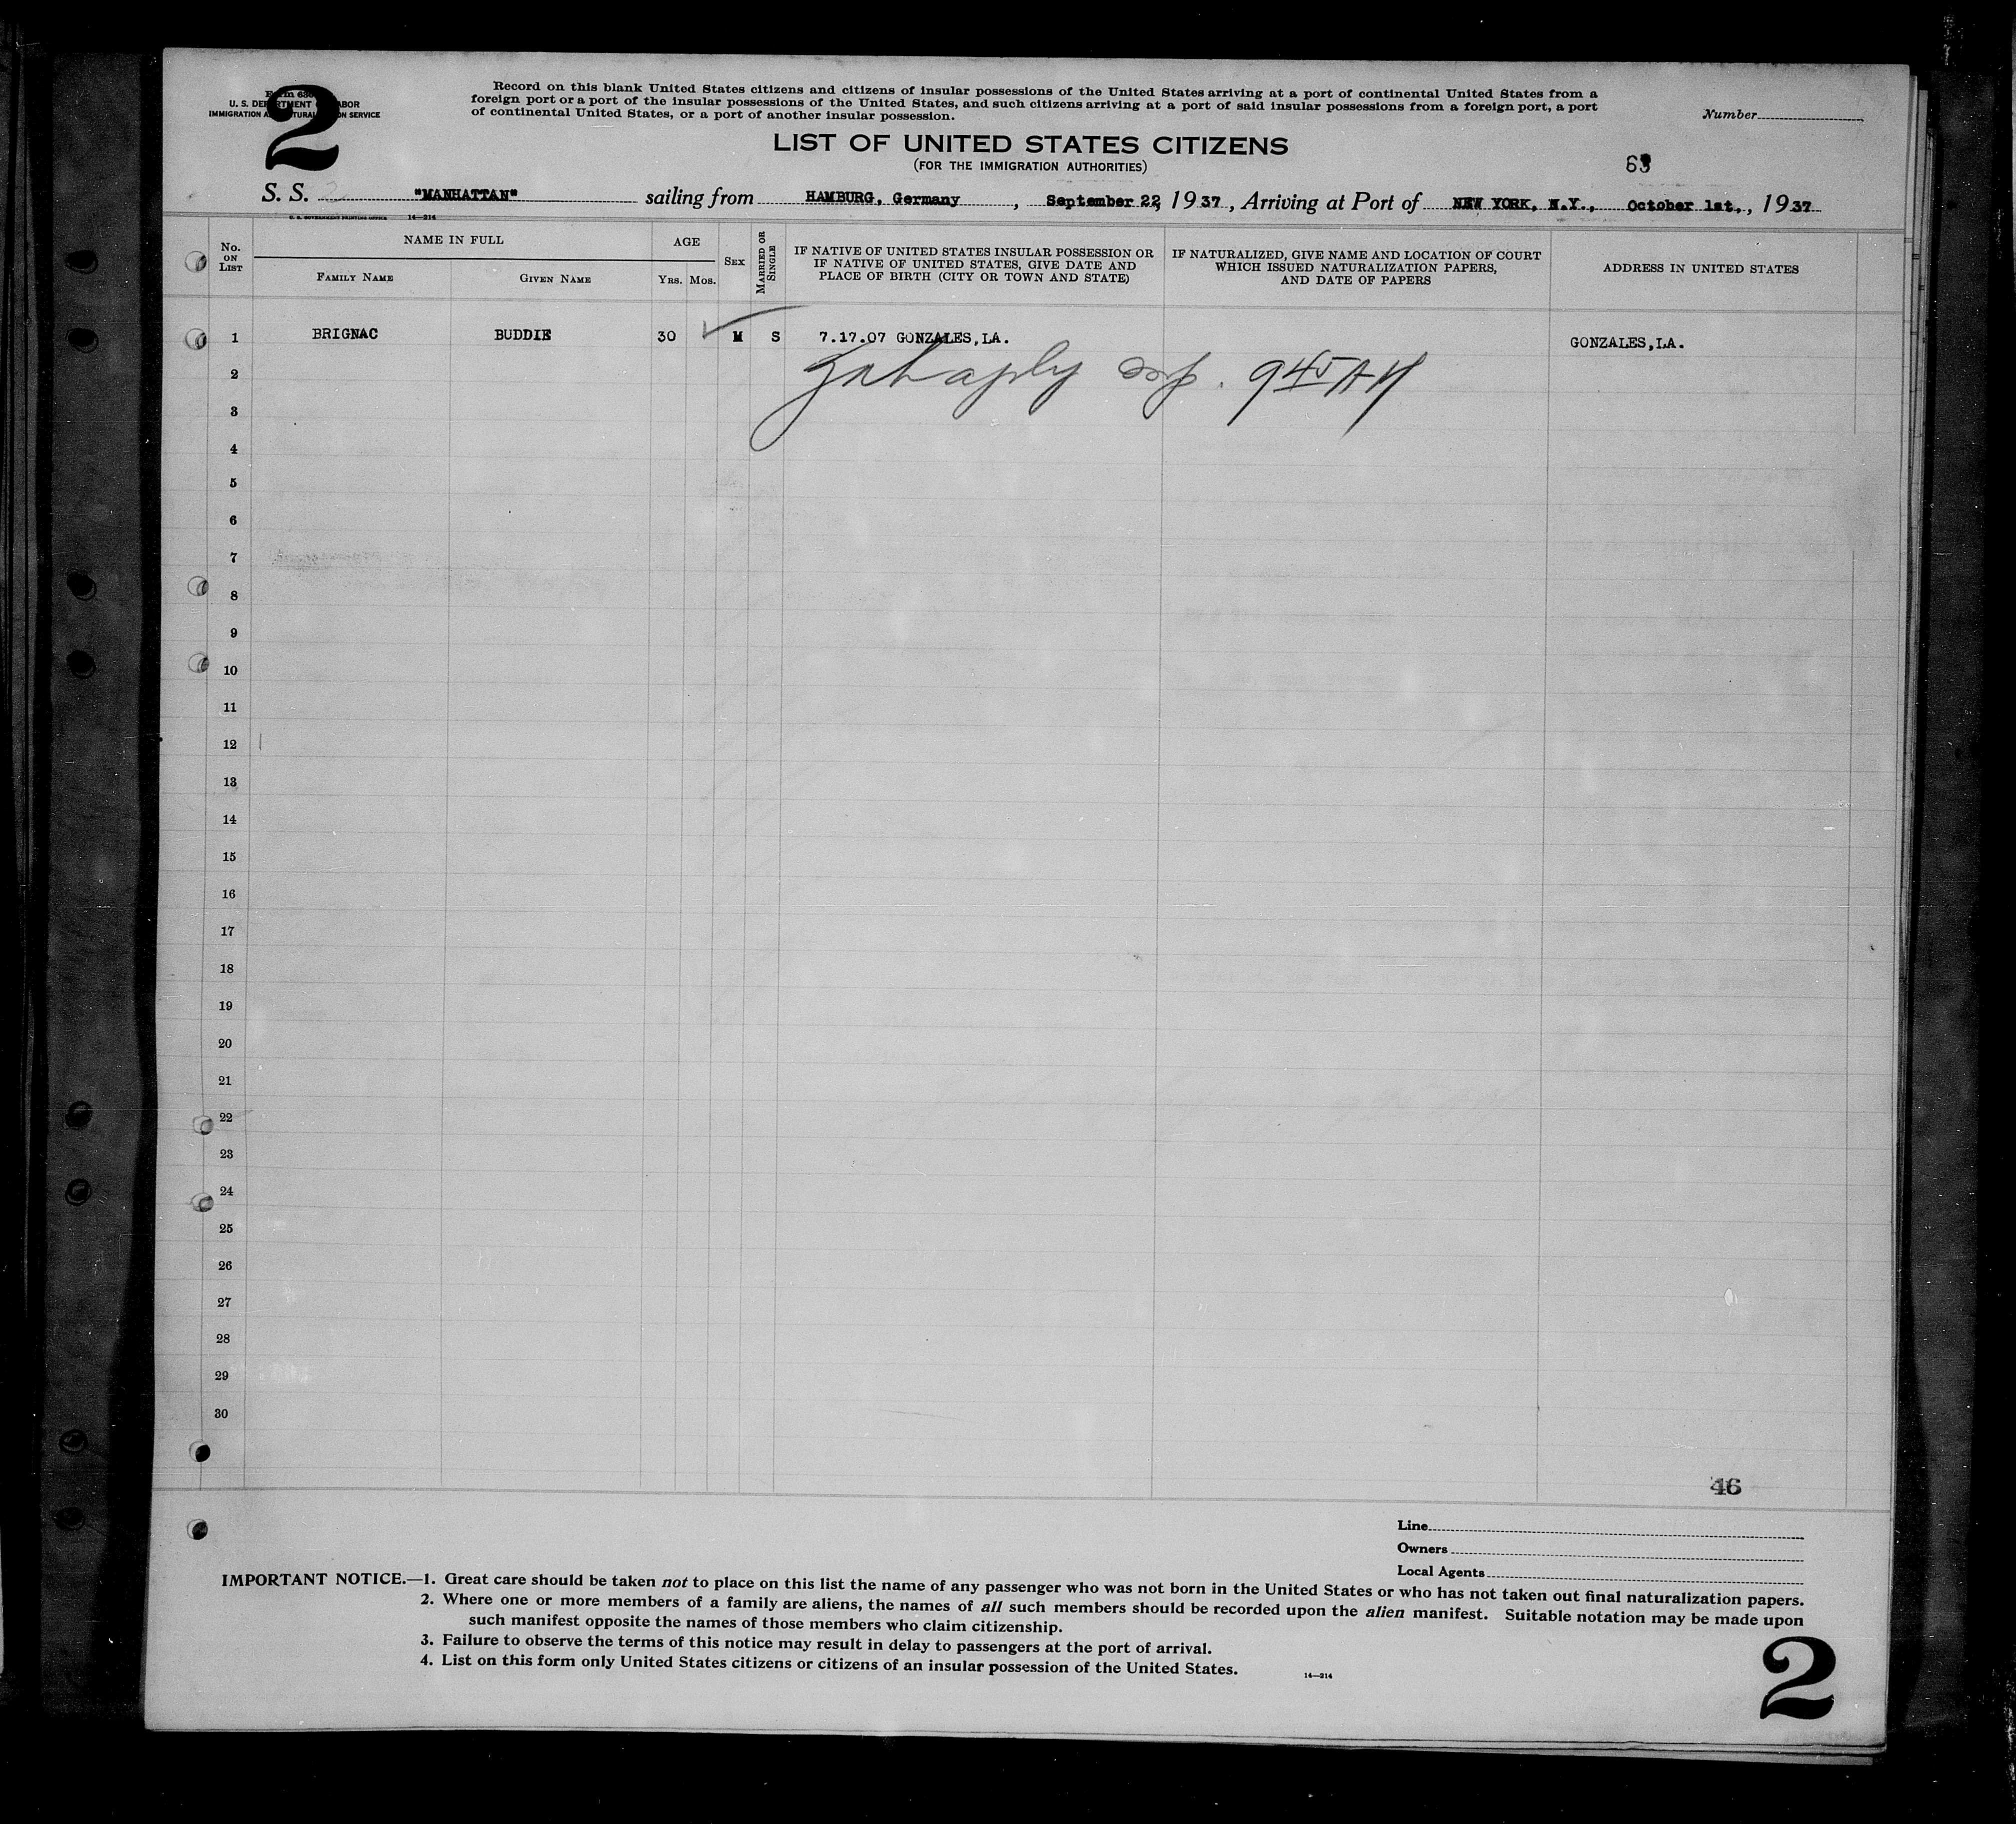 2
Form 630
U. S. DEPARTMENT OF LABOR
IMMIGRATION AND NATURALIZATION SERVICE
Record on this blank United States citizens and citizens of insular possessions of the United States arriving at a port of continental United States from a
foreign port or a port of the insular possessions of the United States, and such citizens arriving at a port of said insular possessions from a foreign port, a port
of continental United States, or a port of another insular possession.
Number
LIST OF UNITED STATES CITIZENS
(FOR THE IMMIGRATION AUTHORITIES)
S. S. "MANHATTAN" sailing from HAMBURG, Germany, September 22, 1937, Arriving at Port of NEW YORK, N.Y., October 1st., 1937
U. S. GOVERNMENT PRINTING OFFICE 14—214
No. ON LIST
NAME IN FULL
FAMILY NAME
GIVEN NAME
AGE
YRS. MOS.
SEX
MARRIED OR SINGLE
IF NATIVE OF UNITED STATES INSULAR POSSESSION OR
IF NATIVE OF UNITED STATES, GIVE DATE AND
PLACE OF BIRTH (CITY OR TOWN AND STATE)
IF NATURALIZED, GIVE NAME AND LOCATION OF COURT
WHICH ISSUED NATURALIZATION PAPERS,
AND DATE OF PAPERS
ADDRESS IN UNITED STATES
1 BRIGNAC BUDDIE 30 M S 7.17.07 GONZALES,LA. GONZALES,LA.
2 945 AM
3
4
5
6
7
8
9
10
11
12
13
14
15
16
17
18
19
20
21
22
23
24
25
26
27
28
29
30
46
Line
Owners
Local Agents
IMPORTANT NOTICE.—1. Great care should be taken not to place on this list the name of any passenger who was not born in the United States or who has not taken out final naturalization papers.
2. Where one or more members of a family are aliens, the names of all such members should be recorded upon the alien manifest. Suitable notation may be made upon
such manifest opposite the names of those members who claim citizenship.
3. Failure to observe the terms of this notice may result in delay to passengers at the port of arrival.
4. List on this form only United States citizens or citizens of an insular possession of the United States.
14—214
2